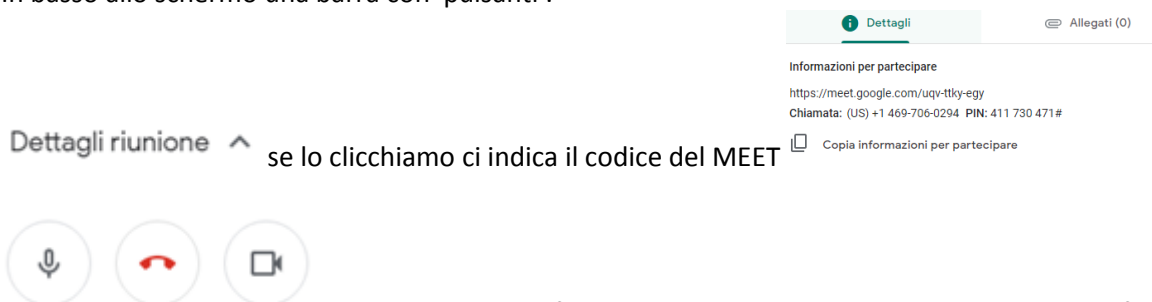 in basso allo schermo una barra con pulsanti :
Dettagli Allegati (0)
Informazioni per partecipare
https://meet.google.com/uqv-ttky-egy
Chiamata: (US) +1 469-706-0294 PIN: 411 730 471#
Dettagli riunione se lo clicchiamo ci indica il codice del MEET
Copia informazioni per partecipare